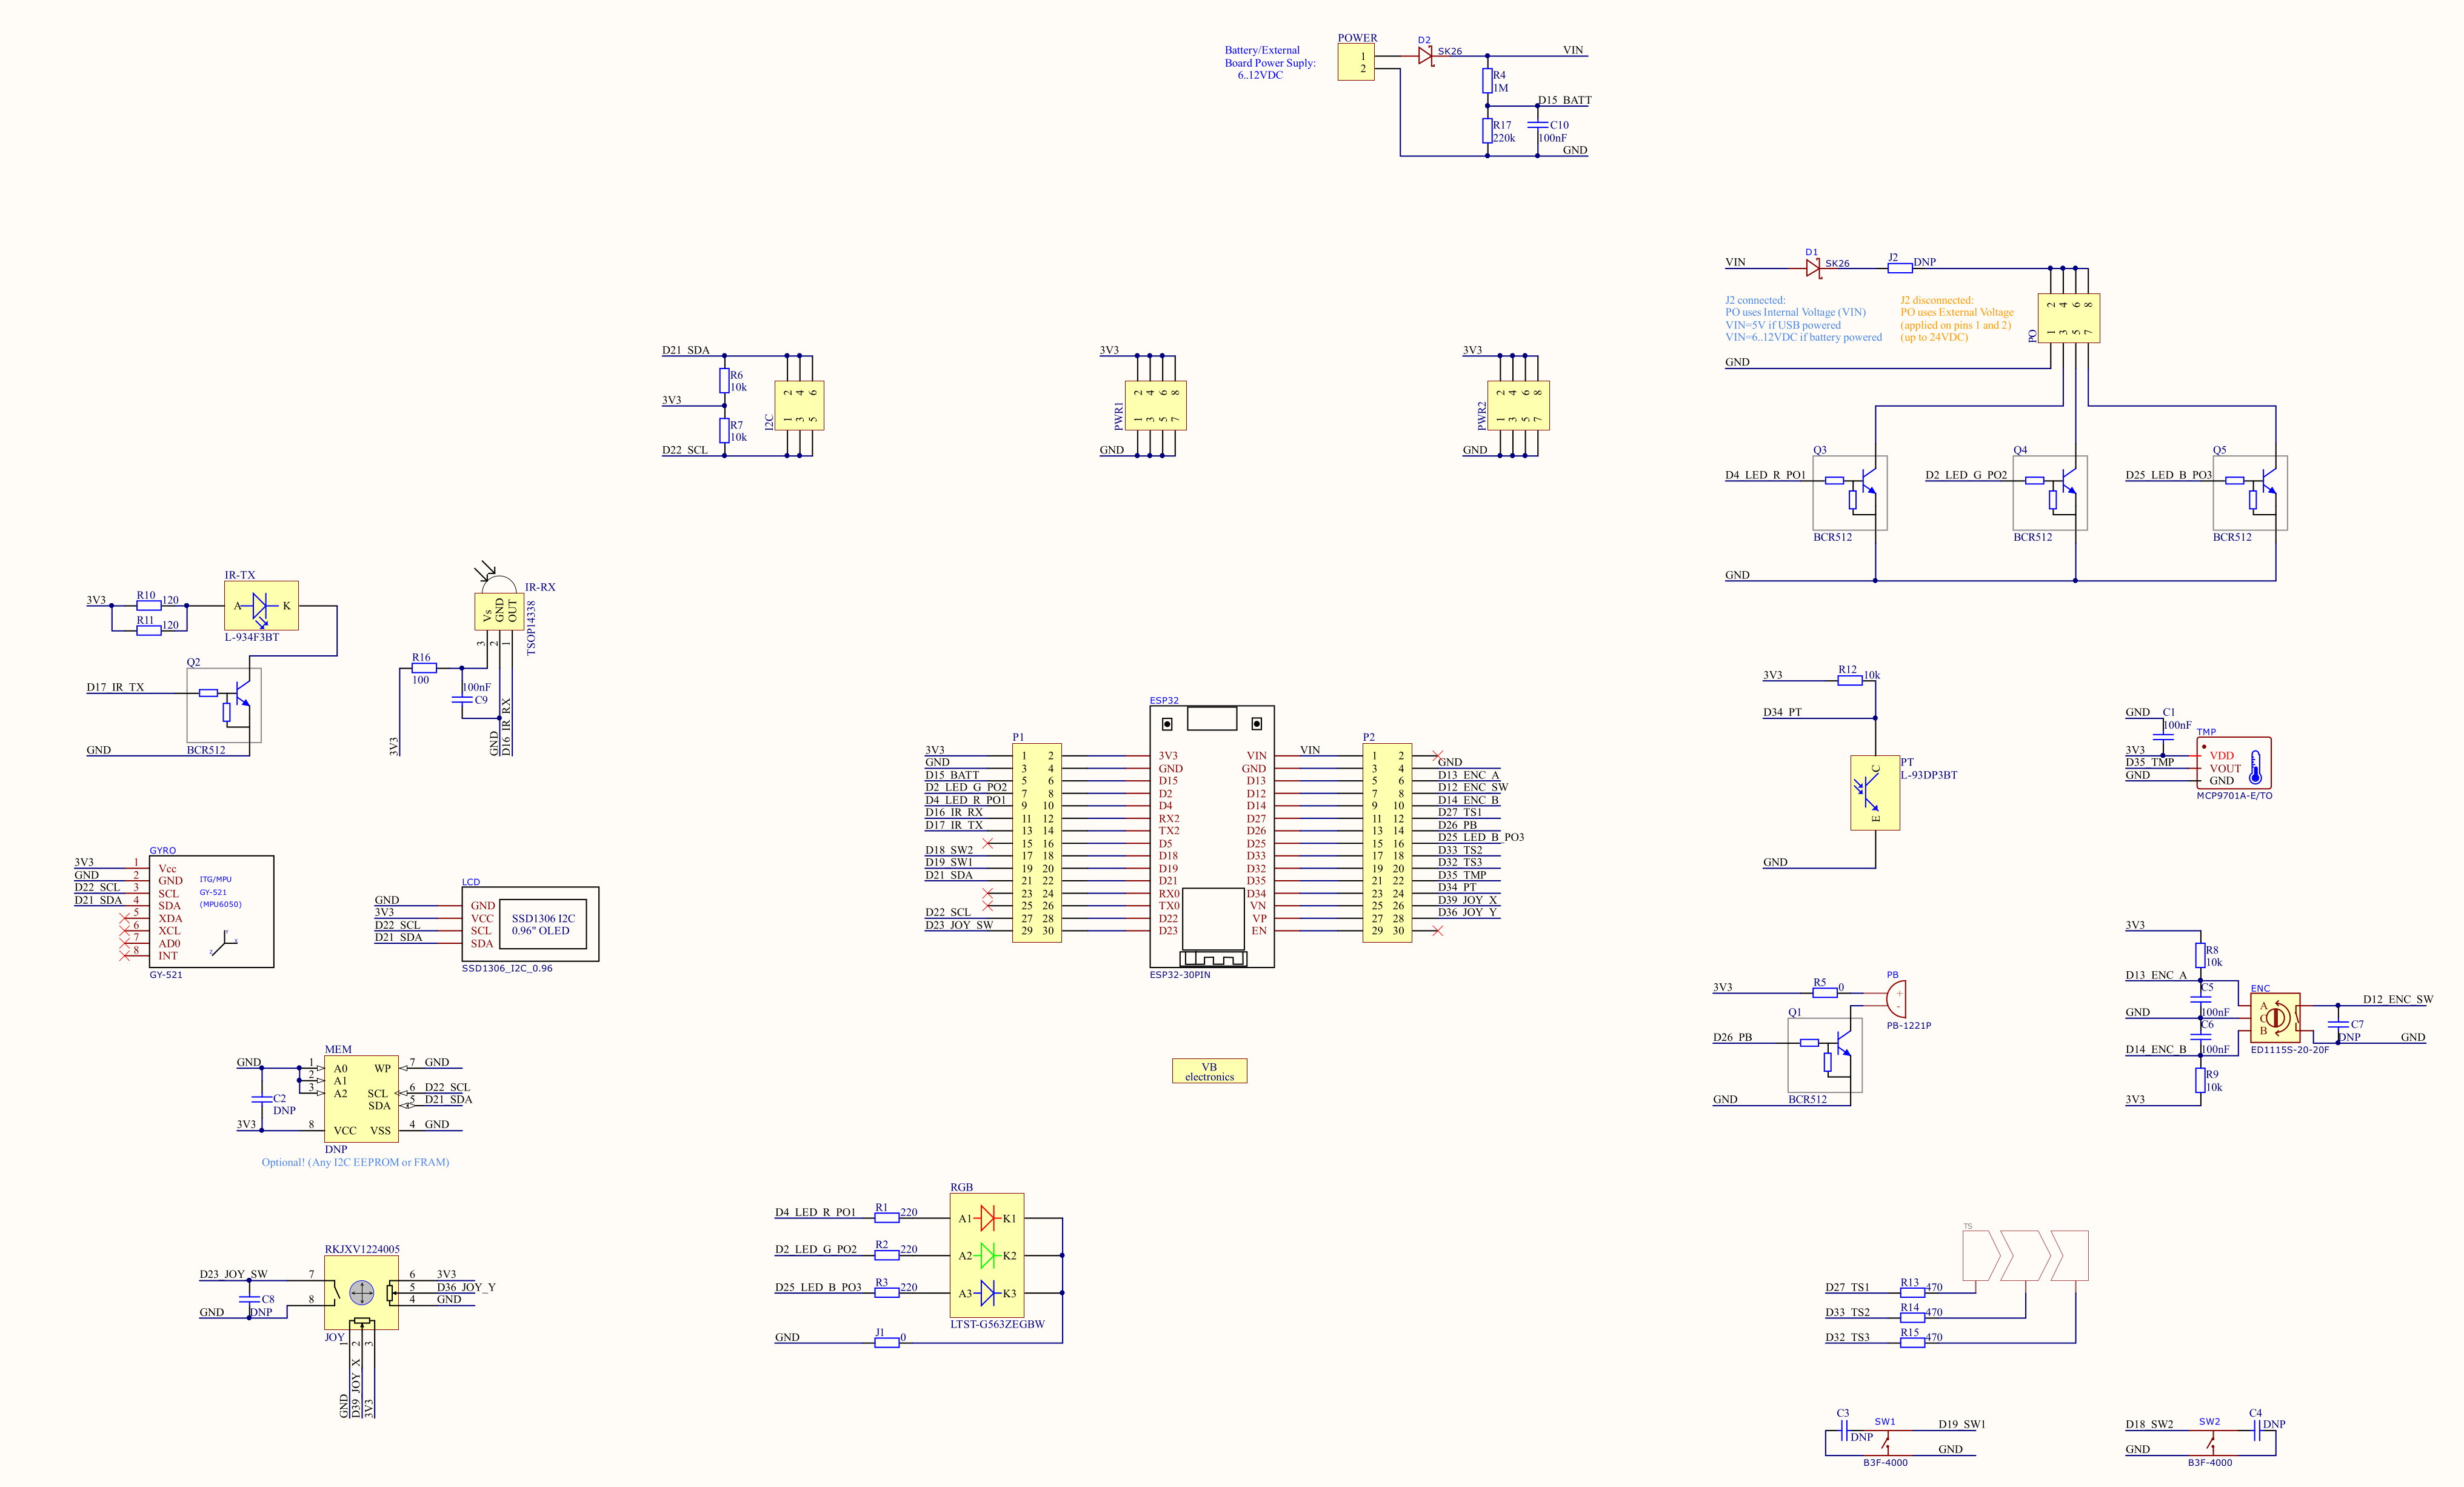 POWER
Battery/External
Board Power Suply:
6..12VDC
1
2
D2
SK26
VIN
R4
1M
D15_BATT
R17
220k
C10
100nF
GND
VIN
D1
SK26
J2
DNP
J2 connected:
PO uses Internal Voltage (VIN)
VIN=5V if USB powered
VIN=6..12VDC if battery powered
J2 disconnected:
PO uses External Voltage
(applied on pins 1 and 2)
(up to 24VDC)
PO
2 4 6 8
1 3 5 7
GND
Q3
D4_LED_R_PO1
BCR512
Q4
D2_LED_G_PO2
BCR512
Q5
D25_LED_B_PO3
BCR512
GND
D21_SDA
R6
10k
3V3
R7
10k
D22_SCL
I2C
2 4 6
1 3 5
3V3
PWR1
2 4 6 8
1 3 5 7
GND
3V3
PWR2
2 4 6 8
1 3 5 7
GND
IR-TX
3V3
R10
120
R11
120
A K
L-934F3BT
Q2
D17_IR_TX
GND
BCR512
IR-RX
TSOP14338
Vs GND OUT
3 2 1
R16
100
100nF
C9
3V3
GND
D16_IR_RX
ESP32
P1
3V3 1 2 3V3
GND 3 4 GND
D15_BATT 5 6 D15
D2_LED_G_PO2 7 8 D2
D4_LED_R_PO1 9 10 D4
D16_IR_RX 11 12 RX2
D17_IR_TX 13 14 TX2
15 16 D5
D18_SW2 17 18 D18
D19_SW1 19 20 D19
D21_SDA 21 22 D21
23 24 RX0
25 26 TX0
D22_SCL 27 28 D22
D23_JOY_SW 29 30 D23
P2
VIN VIN 1 2
GND 3 4 GND
D13 5 6 D13_ENC_A
D12 7 8 D12_ENC_SW
D14 9 10 D14_ENC_B
D27 11 12 D27_TS1
D26 13 14 D26_PB
D25 15 16 D25_LED_B_PO3
D33 17 18 D33_TS2
D32 19 20 D32_TS3
D35 21 22 D35_TMP
D34 23 24 D34_PT
VN 25 26 D39_JOY_X
VP 27 28 D36_JOY_Y
EN 29 30
ESP32-30PIN
3V3
R12
10k
D34_PT
PT
L-93DP3BT
C
E
GND
GND
C1
100nF
TMP
3V3 VDD
D35_TMP VOUT
GND GND
MCP9701A-E/TO
GYRO
3V3 1 Vcc
GND 2 GND
D22_SCL 3 SCL
D21_SDA 4 SDA
5 XDA
6 XCL
7 AD0
8 INT
ITG/MPU
GY-521
(MPU6050)
Y
X
Z
GY-521
LCD
GND GND
3V3 VCC
D22_SCL SCL
D21_SDA SDA
SSD1306 I2C
0.96" OLED
SSD1306_I2C_0.96
3V3
R5
0
PB
+
-
PB-1221P
Q1
D26_PB
GND
BCR512
3V3
R8
10k
D13_ENC_A
C5
100nF
GND
C6
100nF
D14_ENC_B
R9
10k
3V3
ENC
A
C
B
ED1115S-20-20F
D12_ENC_SW
C7
DNP
GND
MEM
GND 1 A0 WP 7 GND
2 A1
3 A2 SCL 6 D22_SCL
SDA 5 D21_SDA
C2
DNP
3V3 8 VCC VSS 4 GND
DNP
Optional! (Any I2C EEPROM or FRAM)
VB
electronics
RKJXV1224005
D23_JOY_SW 7
GND 8
C8
DNP
6 3V3
5 D36_JOY_Y
4 GND
JOY
1 2 3
GND
D39_JOY_X
3V3
RGB
D4_LED_R_PO1 R1 220 A1 K1
D2_LED_G_PO2 R2 220 A2 K2
D25_LED_B_PO3 R3 220 A3 K3
LTST-G563ZEGBW
GND J1 0
TS
D27_TS1 R13 470
D33_TS2 R14 470
D32_TS3 R15 470
C3
DNP
SW1
D19_SW1
GND
B3F-4000
D18_SW2
GND
SW2
C4
DNP
B3F-4000